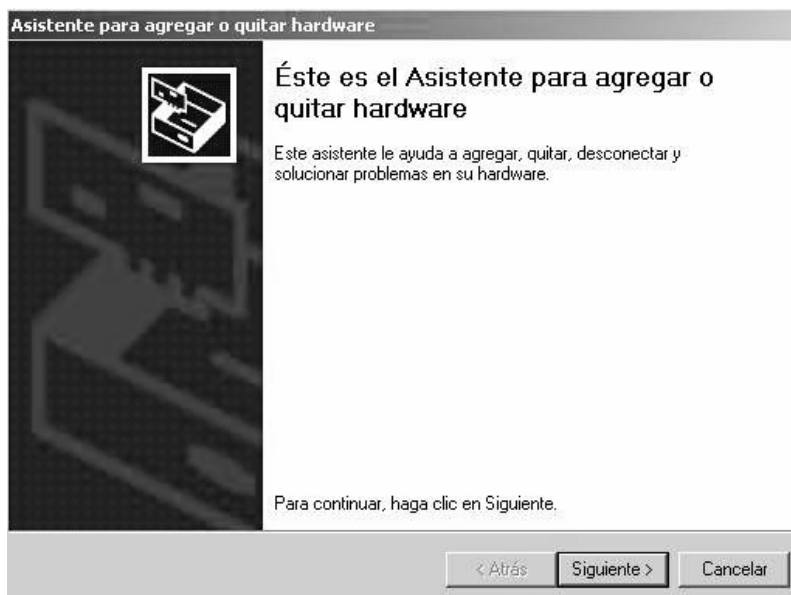 Asistente para agregar o quitar hardware
Éste es el Asistente para agregar o
quitar hardware
Este asistente le ayuda a agregar, quitar, desconectar y
solucionar problemas en su hardware.
Para continuar, haga clic en Siguiente.
< Atrás Siguiente > Cancelar